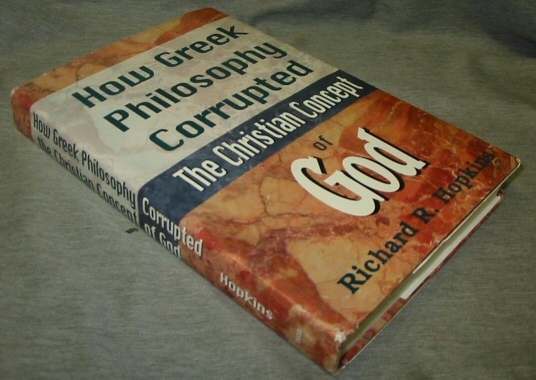 How Greek
Philosophy
Corrupted
The Christian Concept
of
God
Richard R. Hopkins
How Greek Philosophy
the Christian Concept
Corrupted
of God
Hopkins